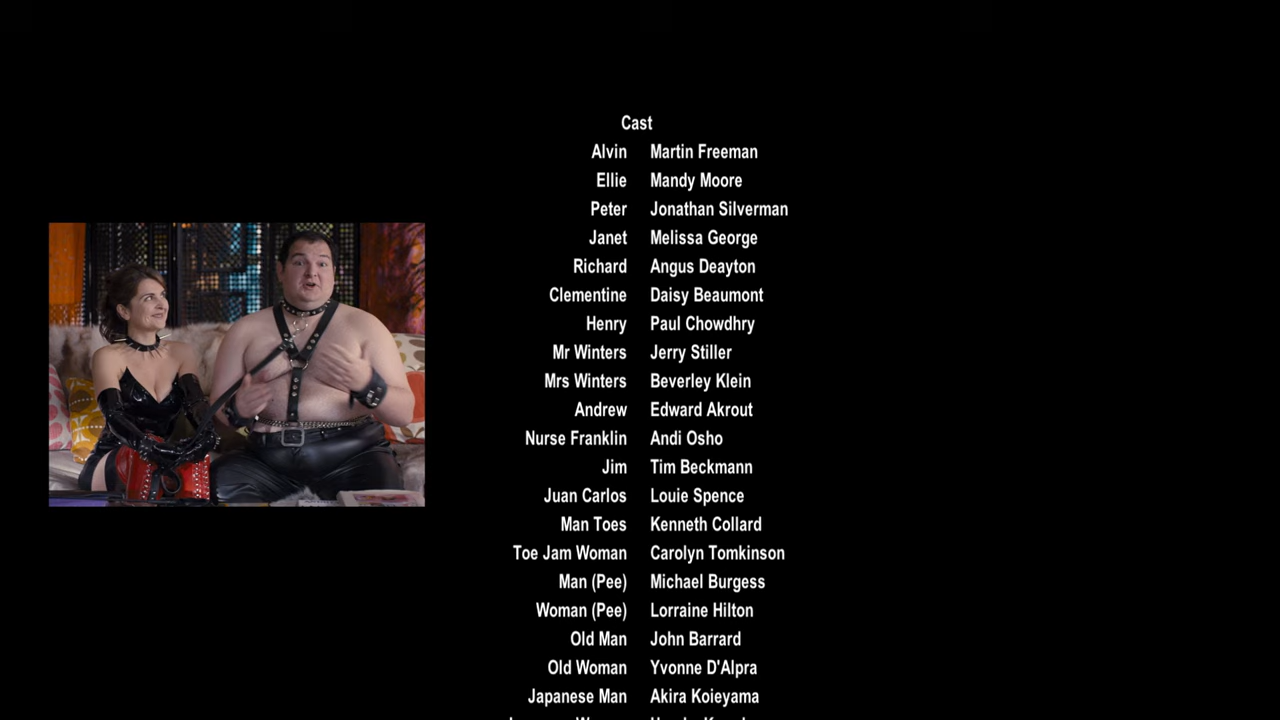 Cast
Alvin Martin Freeman
Ellie Mandy Moore
Peter Jonathan Silverman
Janet Melissa George
Richard Angus Deayton
Clementine Daisy Beaumont
Henry Paul Chowdhry
Mr Winters Jerry Stiller
Mrs Winters Beverley Klein
Andrew Edward Akrout
Nurse Franklin Andi Osho
Jim Tim Beckmann
Juan Carlos Louie Spence
Man Toes Kenneth Collard
Toe Jam Woman Carolyn Tomkinson
Man (Pee) Michael Burgess
Woman (Pee) Lorraine Hilton
Old Man John Barrard
Old Woman Yvonne D'Alpra
Japanese Man Akira Koieyama